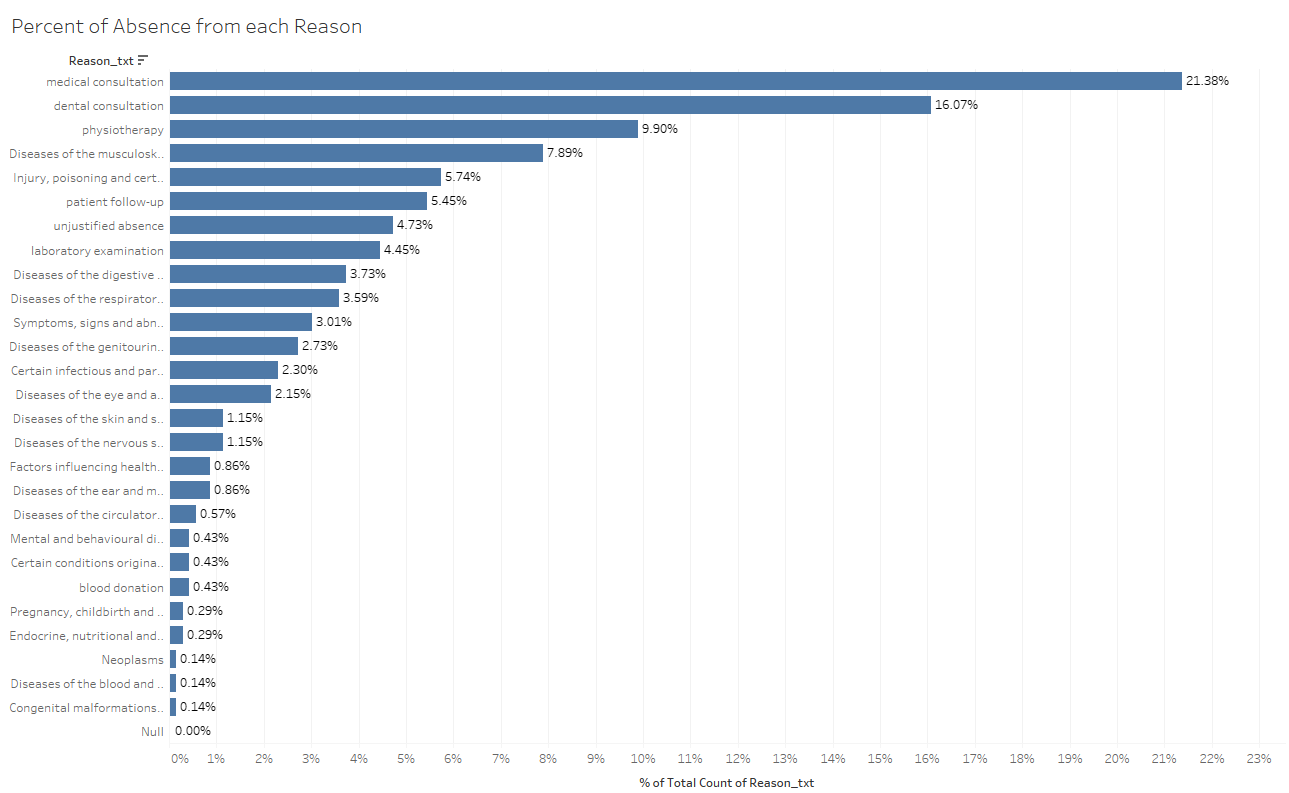 Percent of Absence from each Reason
Reason_txt
medical consultation 21.38%
dental consultation 16.07%
physiotherapy 9.90%
Diseases of the musculosk.. 7.89%
Injury, poisoning and cert.. 5.74%
patient follow-up 5.45%
unjustified absence 4.73%
laboratory examination 4.45%
Diseases of the digestive .. 3.73%
Diseases of the respirator.. 3.59%
Symptoms, signs and abn.. 3.01%
Diseases of the genitourin.. 2.73%
Certain infectious and par.. 2.30%
Diseases of the eye and a.. 2.15%
Diseases of the skin and s.. 1.15%
Diseases of the nervous s.. 1.15%
Factors influencing health.. 0.86%
Diseases of the ear and m.. 0.86%
Diseases of the circulator.. 0.57%
Mental and behavioural di.. 0.43%
Certain conditions origina.. 0.43%
blood donation 0.43%
Pregnancy, childbirth and .. 0.29%
Endocrine, nutritional and.. 0.29%
Neoplasms 0.14%
Diseases of the blood and .. 0.14%
Congenital malformations.. 0.14%
Null 0.00%
0% 1% 2% 3% 4% 5% 6% 7% 8% 9% 10% 11% 12% 13% 14% 15% 16% 17% 18% 19% 20% 21% 22% 23%
% of Total Count of Reason_txt